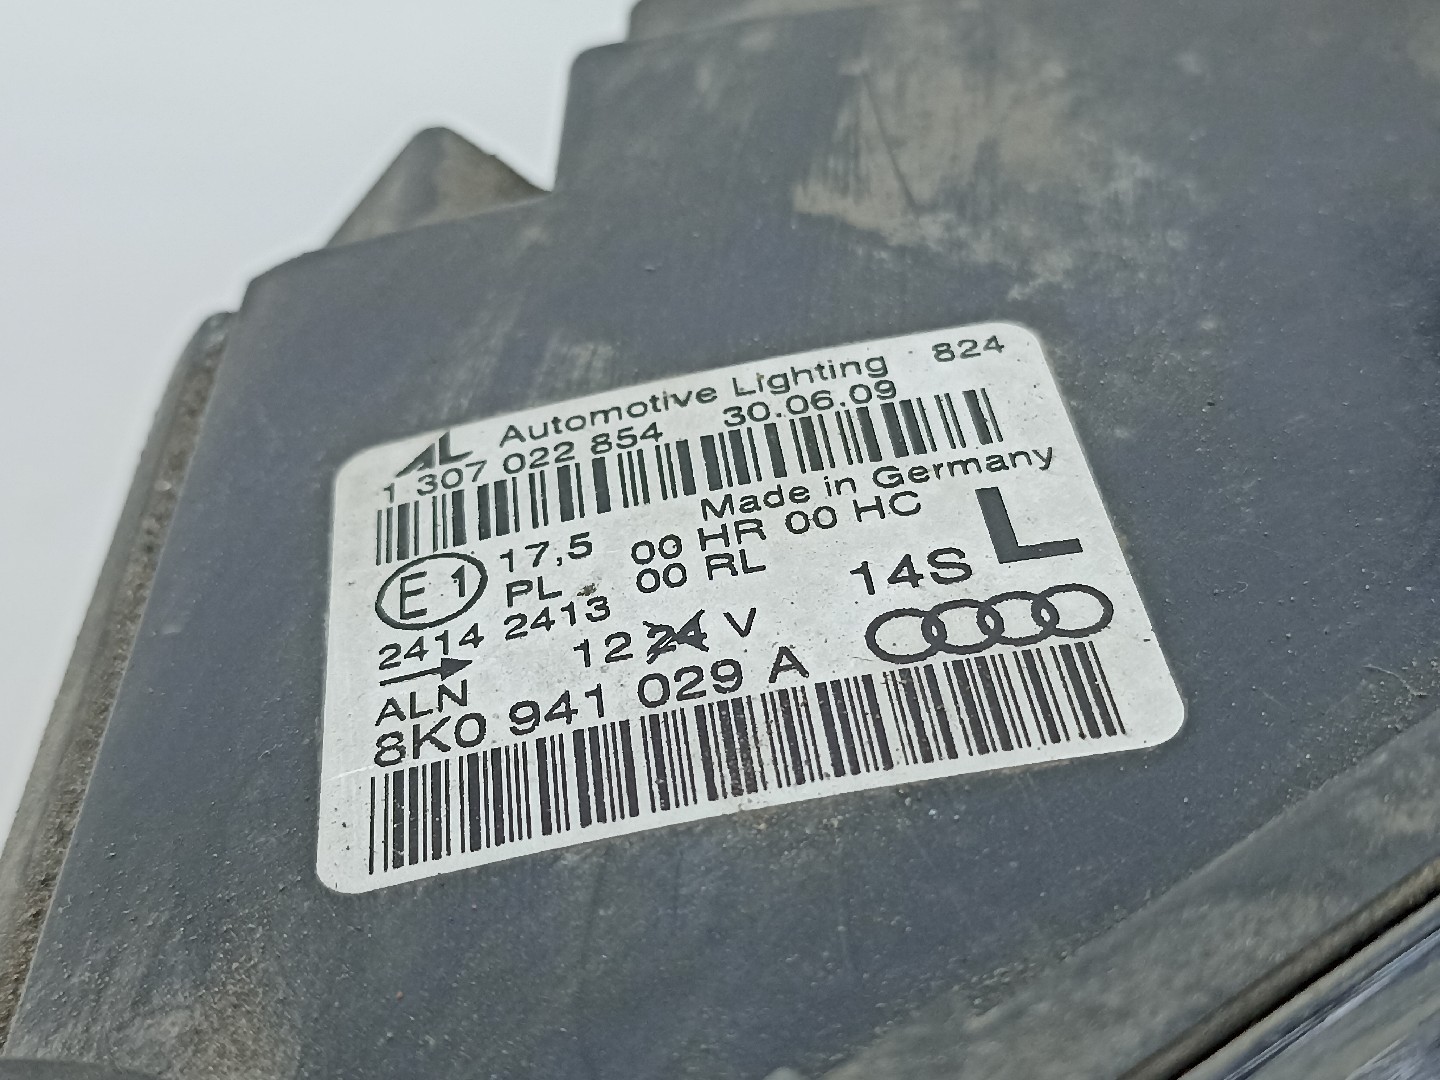 AL Automotive Lighting 824
1 307 022 854 30.06.09
Made in Germany
E1 17,5 00 HR 00 HC
PL 00 RL
2414 2413 14S L
12 24 V
ALN
8K0 941 029 A